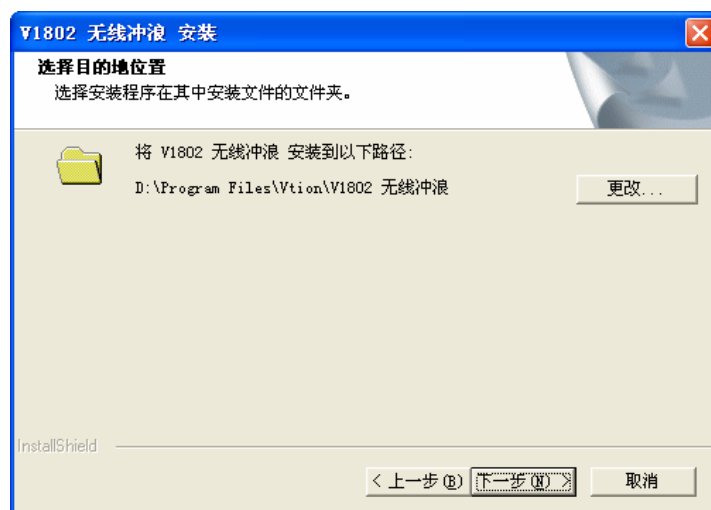 V1802 无线冲浪 安装
选择目的地位置
选择安装程序在其中安装文件的文件夹。
将 V1802 无线冲浪 安装到以下路径:
D:\Program Files\Vtion\V1802 无线冲浪
更改...
InstallShield
< 上一步(B)
下一步(N) >
取消